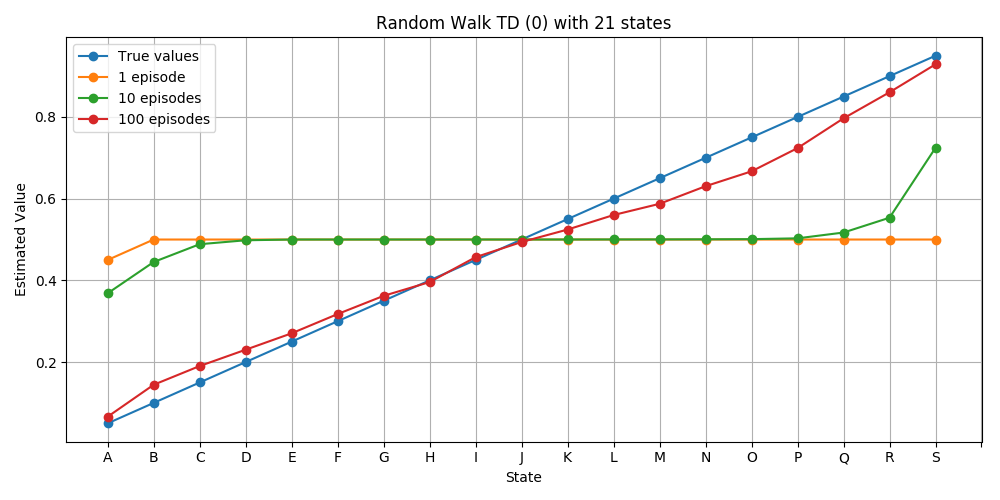 Random Walk TD (0) with 21 states
True values
1 episode
10 episodes
100 episodes
Estimated Value
0.8
0.6
0.4
0.2
A B C D E F G H I J K L M N O P Q R S
State